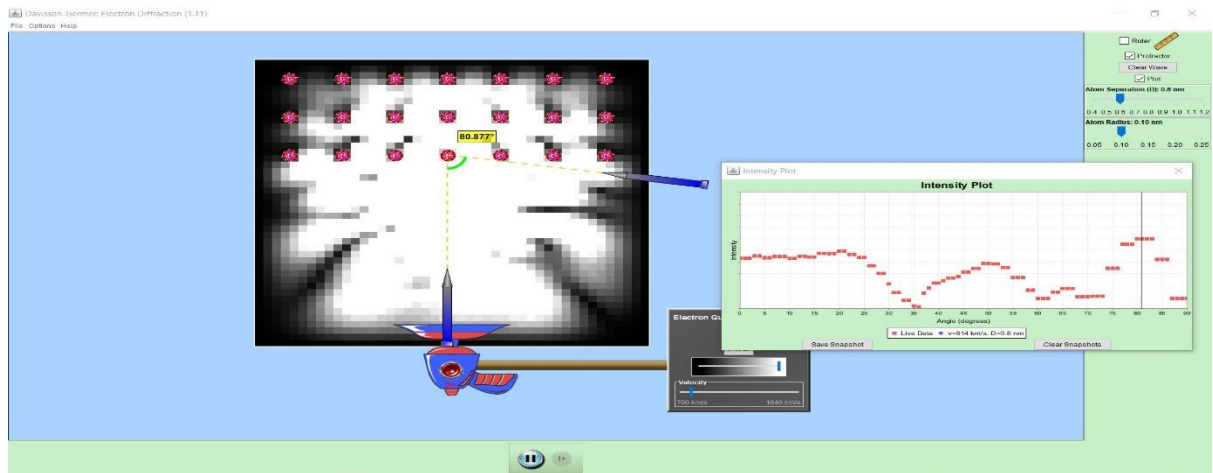 Davisson-Germer: Electron Diffraction (1.11)
File Options Help
Ruler
Protractor
Clear Wave
Plot
Atom Separation (D): 0.6 nm
0.4 0.5 0.6 0.7 0.8 0.9 1.0 1.1 1.2
Atom Radius: 0.10 nm
0.05 0.10 0.15 0.20 0.25
80.877°
Intensity Plot
Intensity Plot
Intensity
0 5 10 15 20 25 30 35 40 45 50 55 60 65 70 75 80 85 90
Angle (degrees)
Live Data v=814 km/s, D=0.6 nm
Save Snapshot Clear Snapshots
Electron Gu
Velocity
700 km/s 1840 km/s